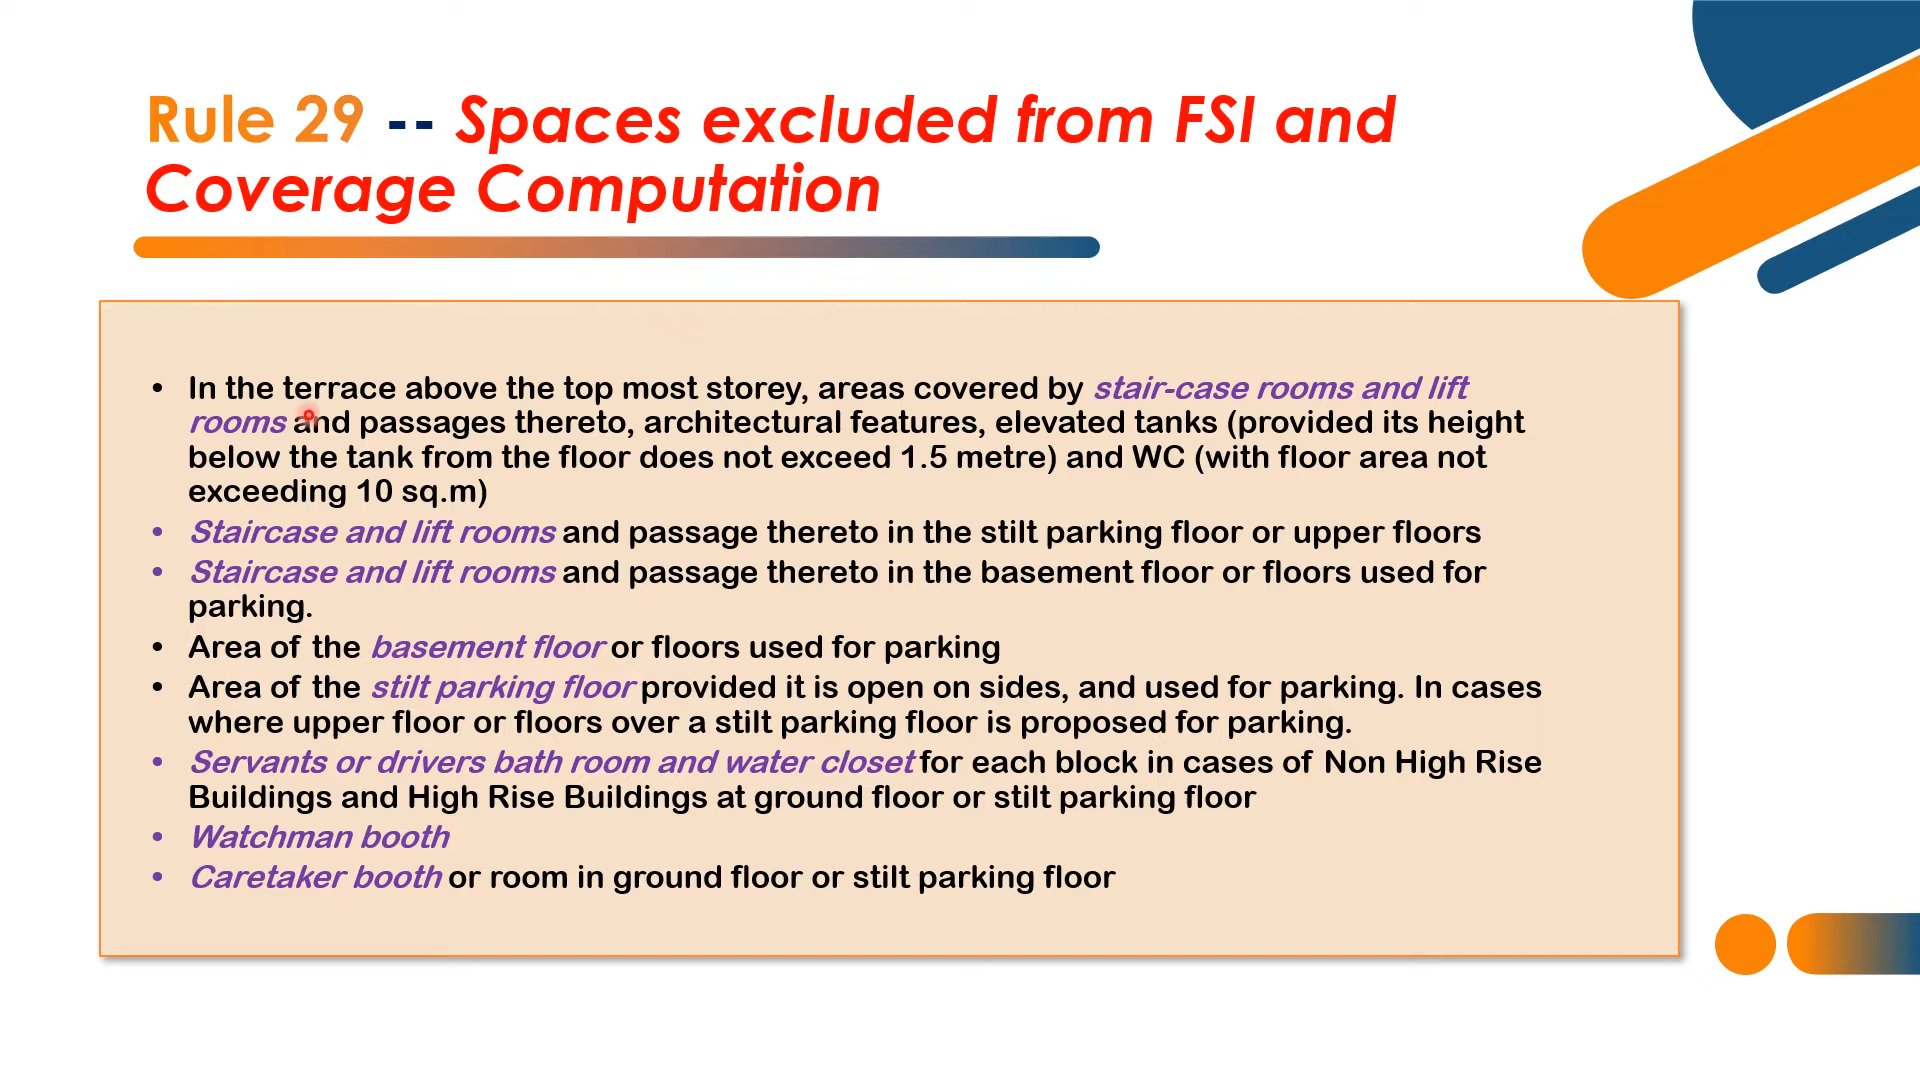 Rule 29 -- Spaces excluded from FSI and
Coverage Computation
• In the terrace above the top most storey, areas covered by stair-case rooms and lift
rooms and passages thereto, architectural features, elevated tanks (provided its height
below the tank from the floor does not exceed 1.5 metre) and WC (with floor area not
exceeding 10 sq.m)
• Staircase and lift rooms and passage thereto in the stilt parking floor or upper floors
• Staircase and lift rooms and passage thereto in the basement floor or floors used for
parking.
• Area of the basement floor or floors used for parking
• Area of the stilt parking floor provided it is open on sides, and used for parking. In cases
where upper floor or floors over a stilt parking floor is proposed for parking.
• Servants or drivers bath room and water closet for each block in cases of Non High Rise
Buildings and High Rise Buildings at ground floor or stilt parking floor
• Watchman booth
• Caretaker booth or room in ground floor or stilt parking floor